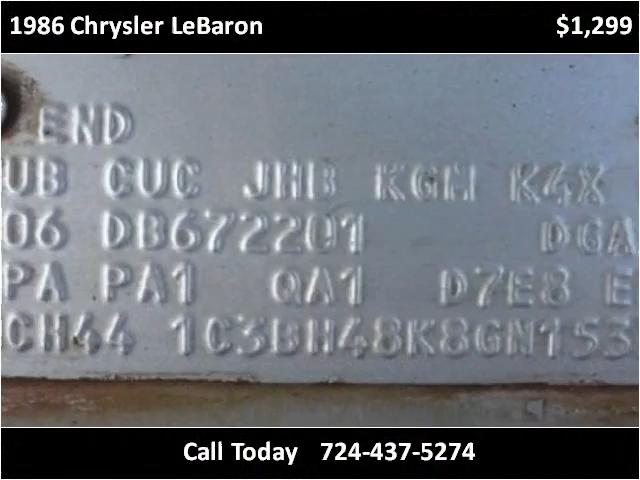 1986 Chrysler LeBaron $1,299
END
UB CUC JHB KGM K4X
06 DB672201 DGA
PA PA1 QA1 D7E8 E
CH44 1C3BH48K8GN153
Call Today 724-437-5274